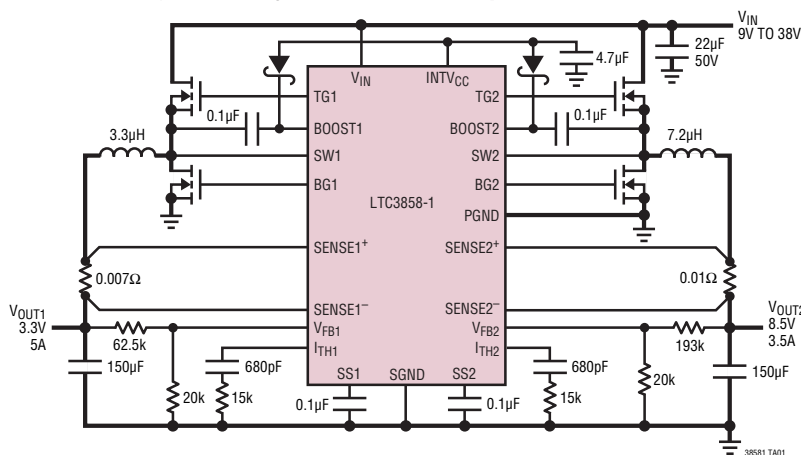 V_IN
9V TO 38V
22µF
50V
4.7µF
V_IN
INTV_CC
TG1
TG2
0.1µF
0.1µF
3.3µH
7.2µH
BOOST1
BOOST2
SW1
SW2
BG1
BG2
LTC3858-1
PGND
SENSE1+
SENSE2+
0.007Ω
0.01Ω
SENSE1–
SENSE2–
V_OUT1
3.3V
5A
V_OUT2
8.5V
3.5A
V_FB1
V_FB2
62.5k
193k
I_TH1
I_TH2
150µF
680pF
680pF
150µF
SS1
SGND
SS2
20k
15k
0.1µF
0.1µF
15k
20k
38581 TA01